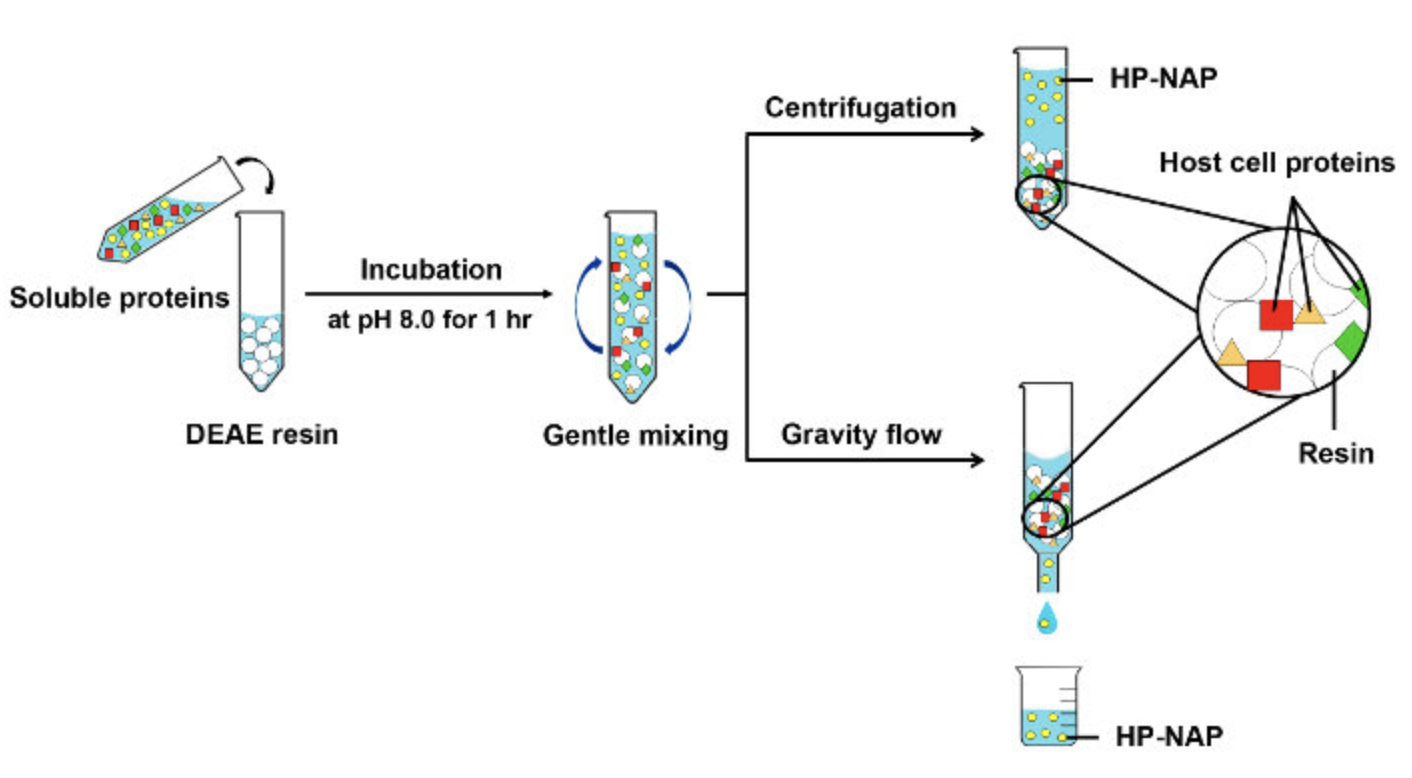 Soluble proteins
DEAE resin
Incubation
at pH 8.0 for 1 hr
Gentle mixing
Centrifugation
Gravity flow
HP-NAP
Host cell proteins
Resin
HP-NAP